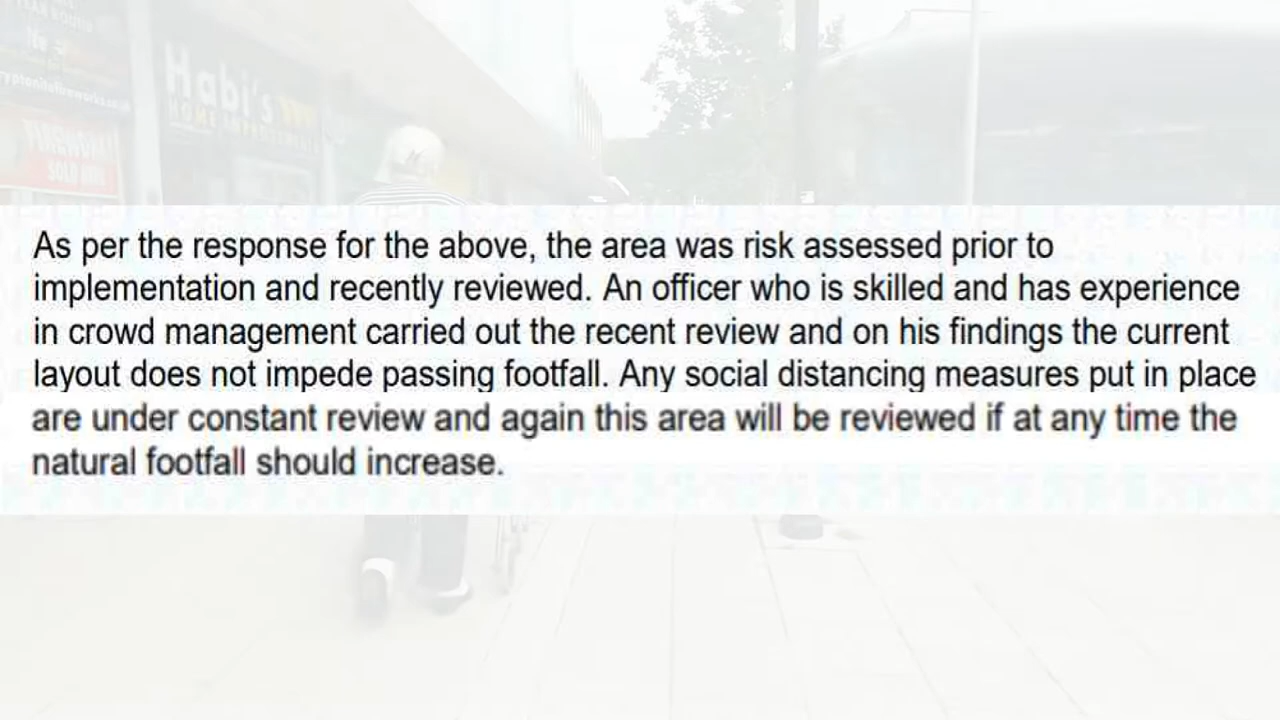 Habi's
FIREWORKS
SOLD HERE
As per the response for the above, the area was risk assessed prior to
implementation and recently reviewed. An officer who is skilled and has experience
in crowd management carried out the recent review and on his findings the current
layout does not impede passing footfall. Any social distancing measures put in place
are under constant review and again this area will be reviewed if at any time the
natural footfall should increase.